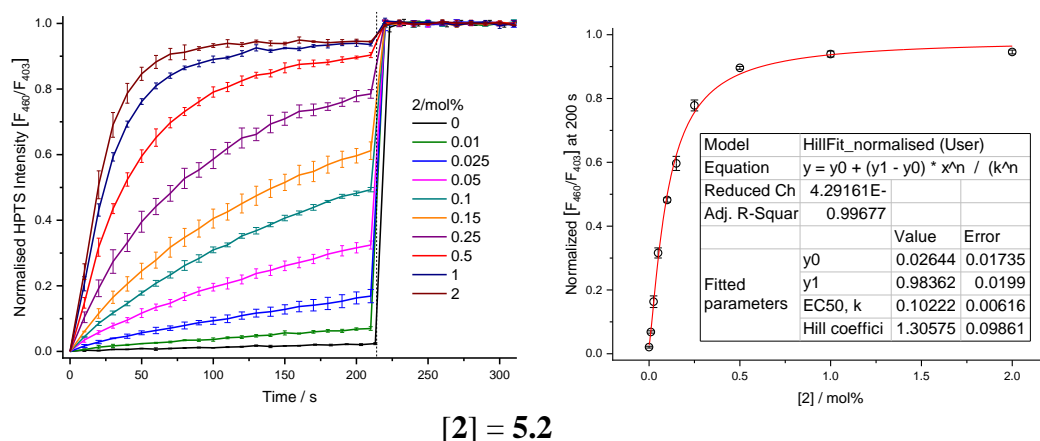 Normalised HPTS Intensity [F460/F403]
1.0
0.8
0.6
0.4
0.2
0.0
0
50
100
150
200
250
300
Time / s
2/mol%
0
0.01
0.025
0.05
0.1
0.15
0.25
0.5
1
2
Normalized [F460/F403] at 200 s
1.0
0.8
0.6
0.4
0.2
0.0
0.0
0.5
1.0
1.5
2.0
[2] / mol%
Model HillFit_normalised (User)
Equation y = y0 + (y1 - y0) * x^n / (k^n
Reduced Ch 4.29161E-
Adj. R-Squar 0.99677
Value Error
Fitted parameters
y0 0.02644 0.01735
y1 0.98362 0.0199
EC50, k 0.10222 0.00616
Hill coeffici 1.30575 0.09861
[2] = 5.2